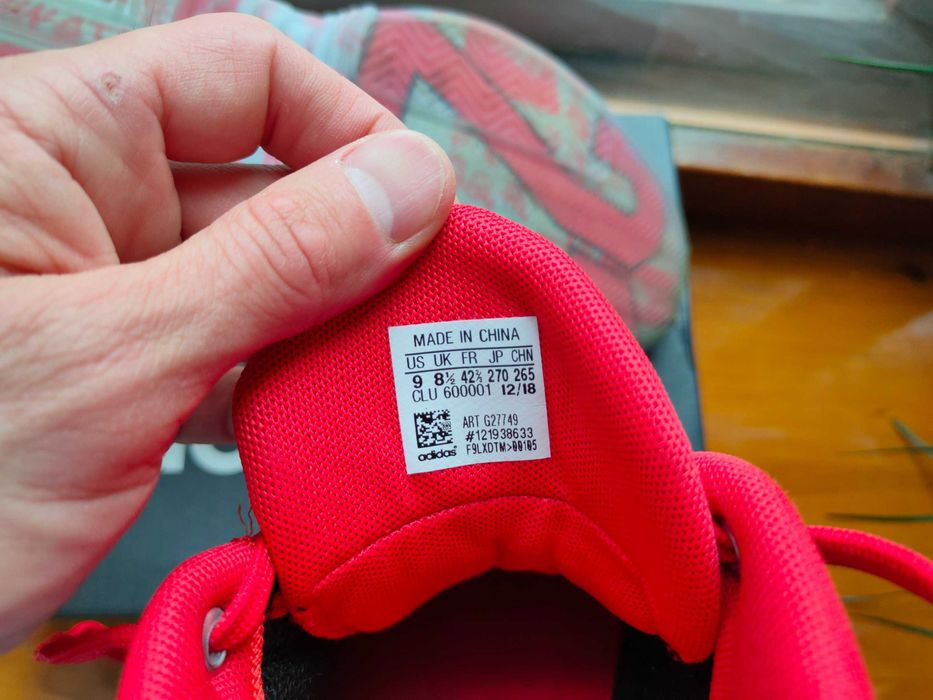 MADE IN CHINA
US UK FR JP CHN
9 8½ 42⅔ 270 265
CLU 600001 12/18
ART G27749
#121938633
adidas® F9LXDTM>00105